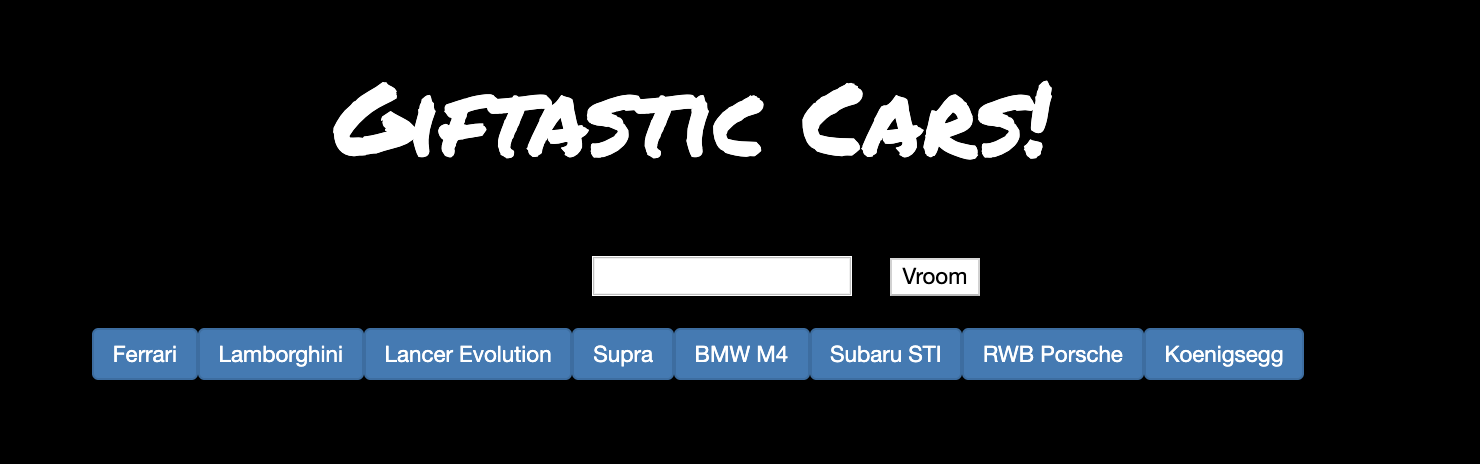 Giftastic Cars!
Vroom
Ferrari Lamborghini Lancer Evolution Supra BMW M4 Subaru STI RWB Porsche Koenigsegg